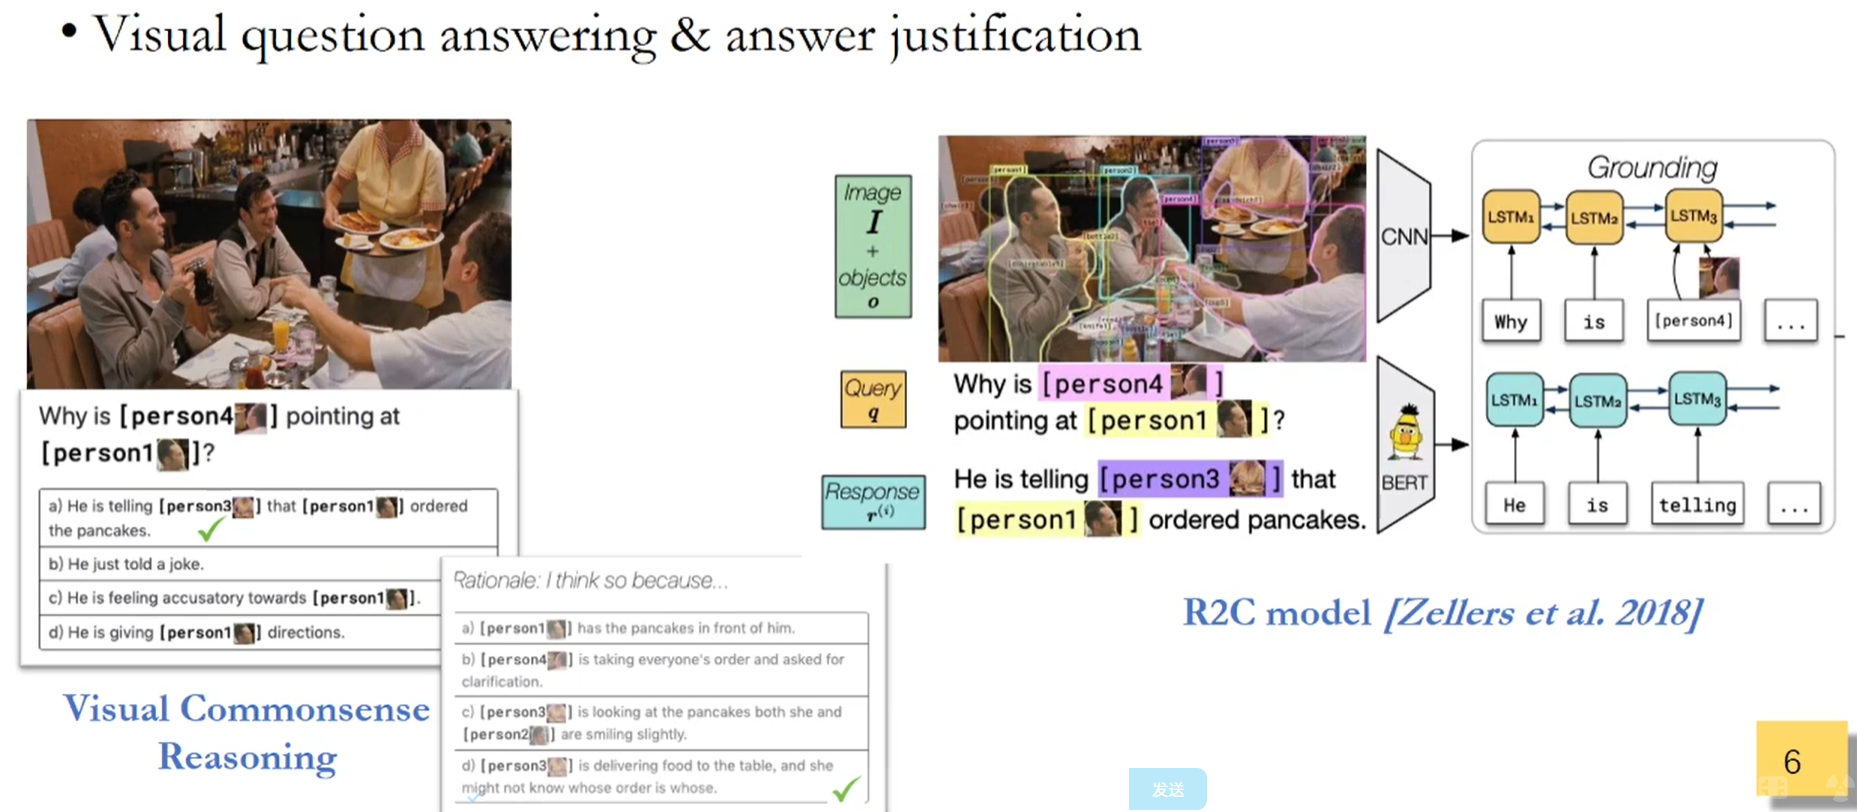 • Visual question answering & answer justification
Why is [person4] pointing at
[person1]?
a) He is telling [person3] that [person1] ordered
the pancakes.
b) He just told a joke.
c) He is feeling accusatory towards [person1].
d) He is giving [person1] directions.
Visual Commonsense
Reasoning
Rationale: I think so because...
a) [person1] has the pancakes in front of him.
b) [person4] is taking everyone's order and asked for
clarification.
c) [person3] is looking at the pancakes both she and
[person2] are smiling slightly.
d) [person3] is delivering food to the table, and she
might not know whose order is whose.
Image
I
+
objects
o
Query
q
Response
r(i)
[person1]
[person2]
[person4]
Why is [person4]
pointing at [person1]?
He is telling [person3] that
[person1] ordered pancakes.
CNN
BERT
Grounding
LSTM₁ LSTM₂ LSTM₃
Why is [person4] ...
LSTM₁ LSTM₂ LSTM₃
He is telling ...
R2C model [Zellers et al. 2018]
6
发送